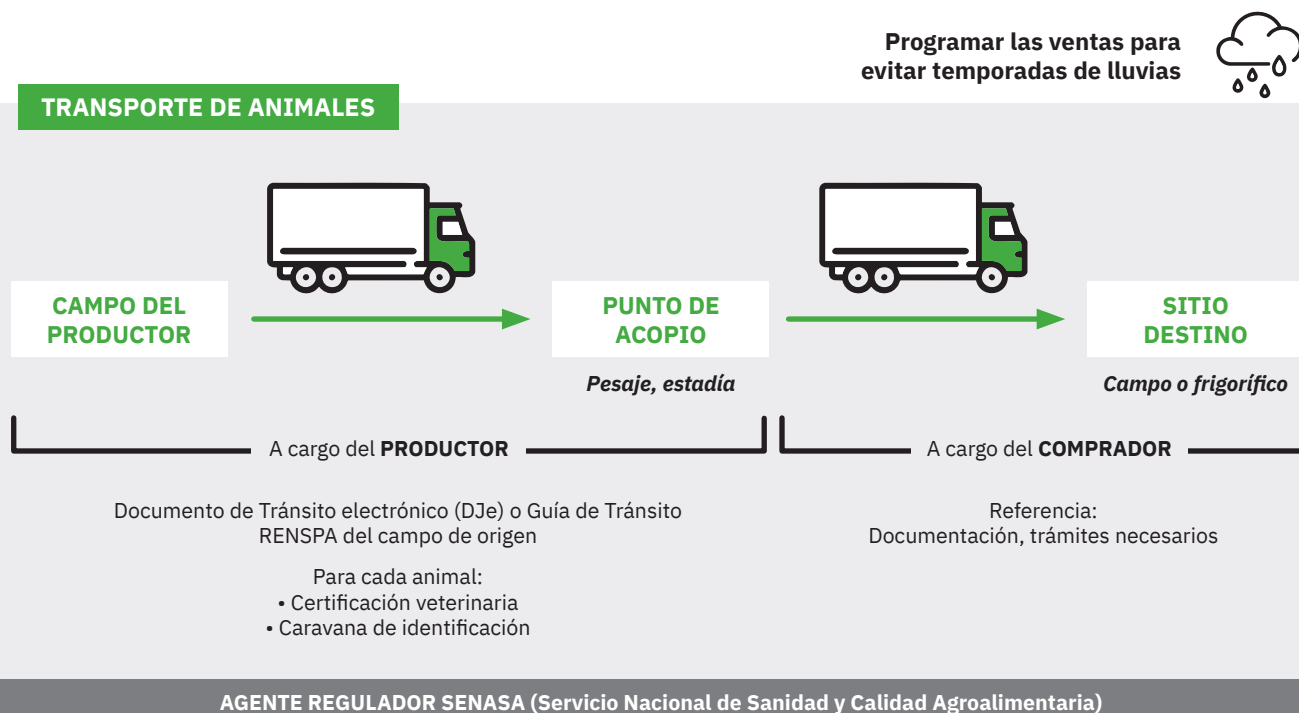 Programar las ventas para
evitar temporadas de lluvias
TRANSPORTE DE ANIMALES
CAMPO DEL
PRODUCTOR
PUNTO DE
ACOPIO
SITIO
DESTINO
Pesaje, estadía
Campo o frigorífico
A cargo del PRODUCTOR
A cargo del COMPRADOR
Documento de Tránsito electrónico (DJe) o Guía de Tránsito
RENSPA del campo de origen
Para cada animal:
• Certificación veterinaria
• Caravana de identificación
Referencia:
Documentación, trámites necesarios
AGENTE REGULADOR SENASA (Servicio Nacional de Sanidad y Calidad Agroalimentaria)